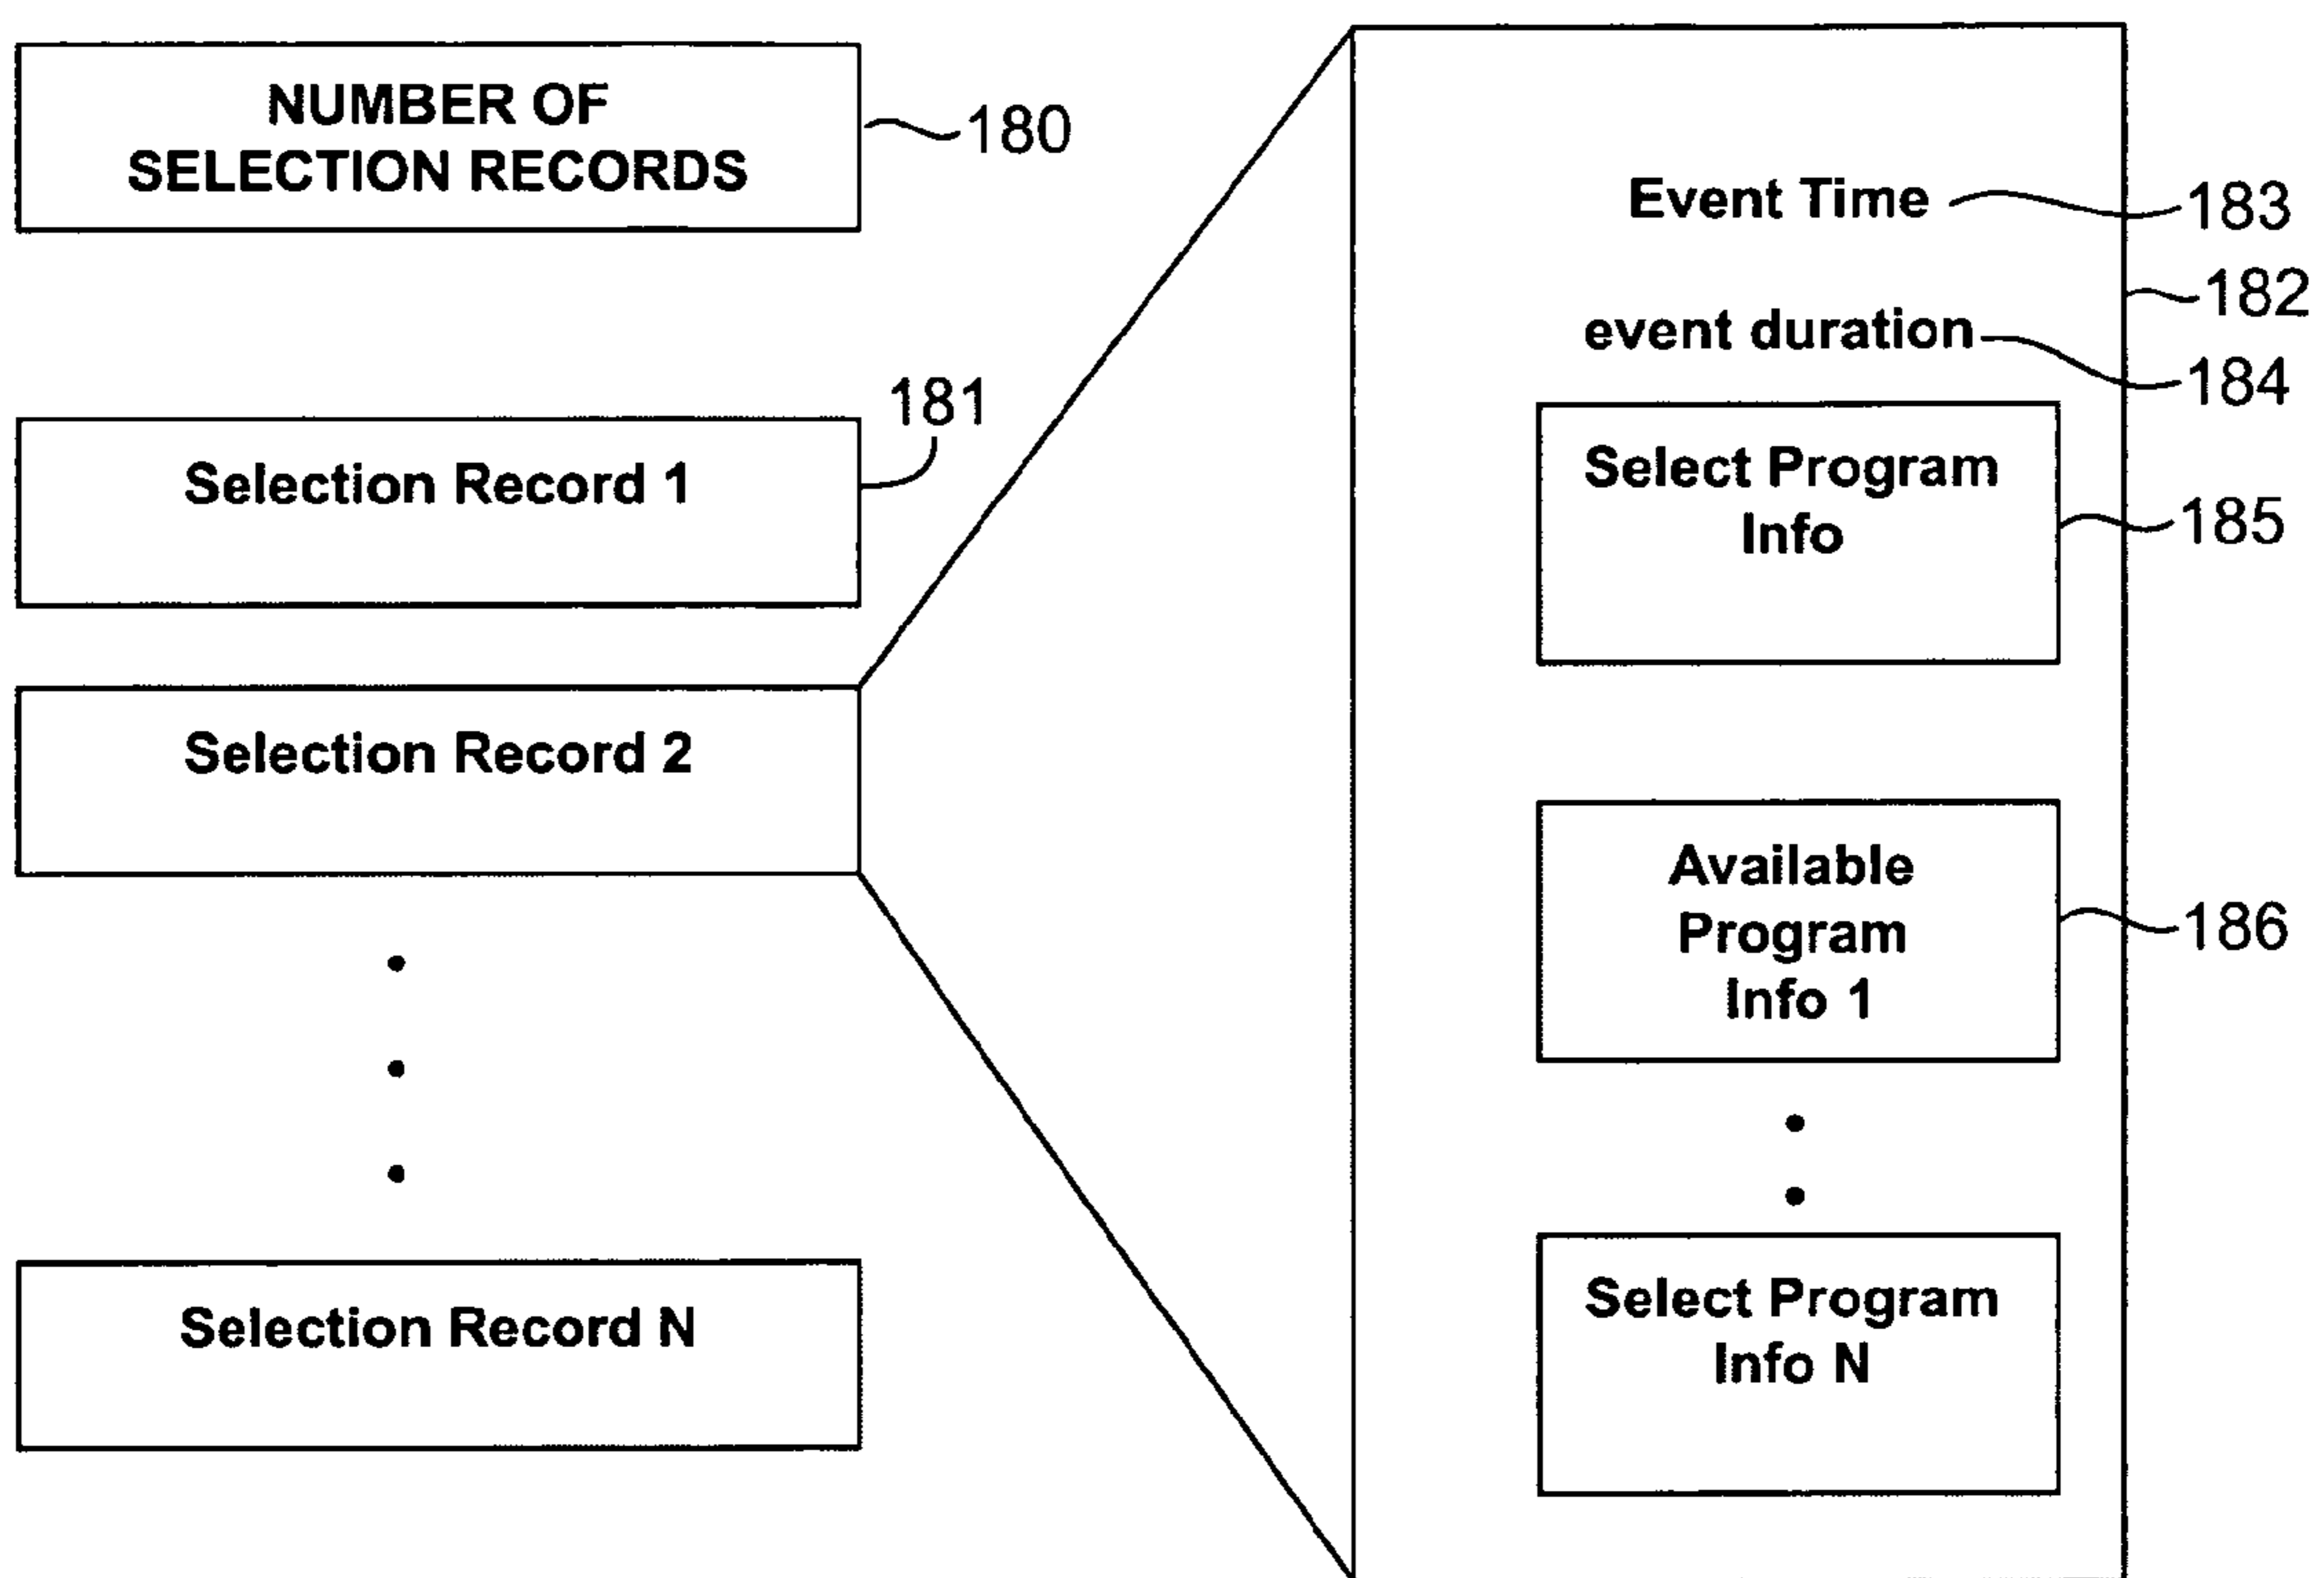 NUMBER OF
SELECTION RECORDS
180
Selection Record 1
181
Selection Record 2
Selection Record N
Event Time
183
182
event duration
184
Select Program
Info
185
Available
Program
Info 1
186
Select Program
Info N